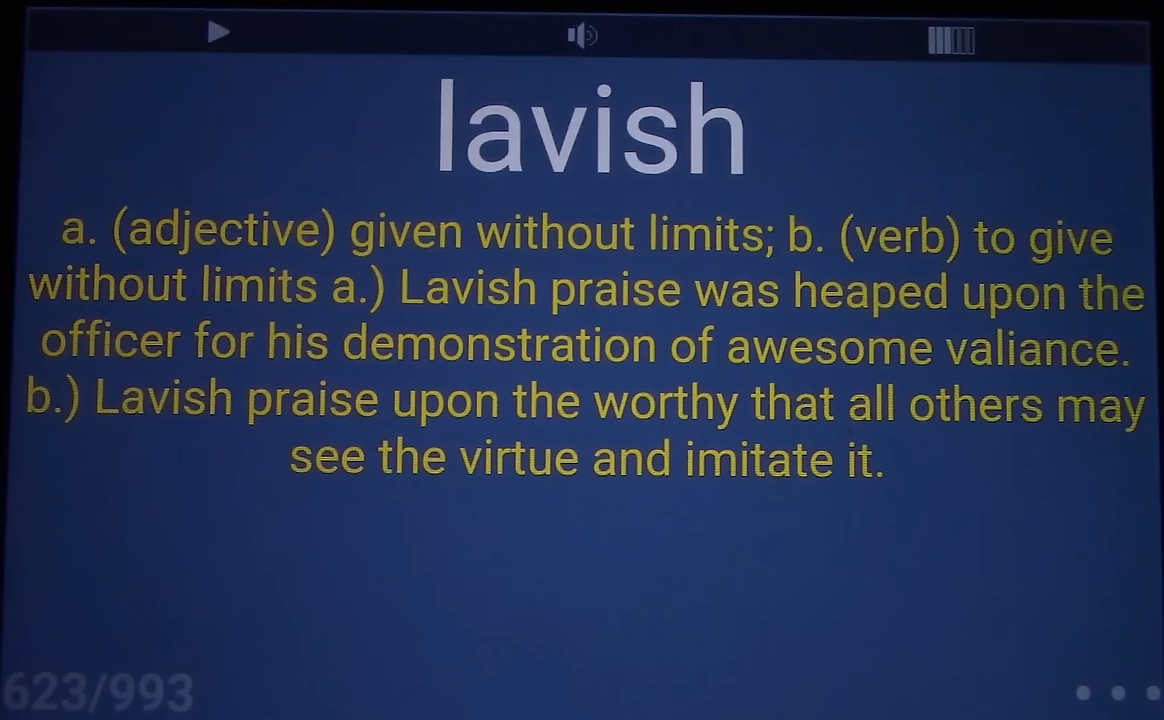 lavish
a. (adjective) given without limits; b. (verb) to give
without limits a.) Lavish praise was heaped upon the
officer for his demonstration of awesome valiance.
b.) Lavish praise upon the worthy that all others may
see the virtue and imitate it.
623/993